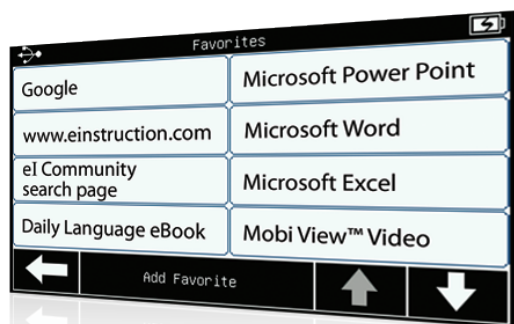 Favorites
Google
Microsoft Power Point
www.einstruction.com
Microsoft Word
eI Community
search page
Microsoft Excel
Daily Language eBook
Mobi View™ Video
Add Favorite